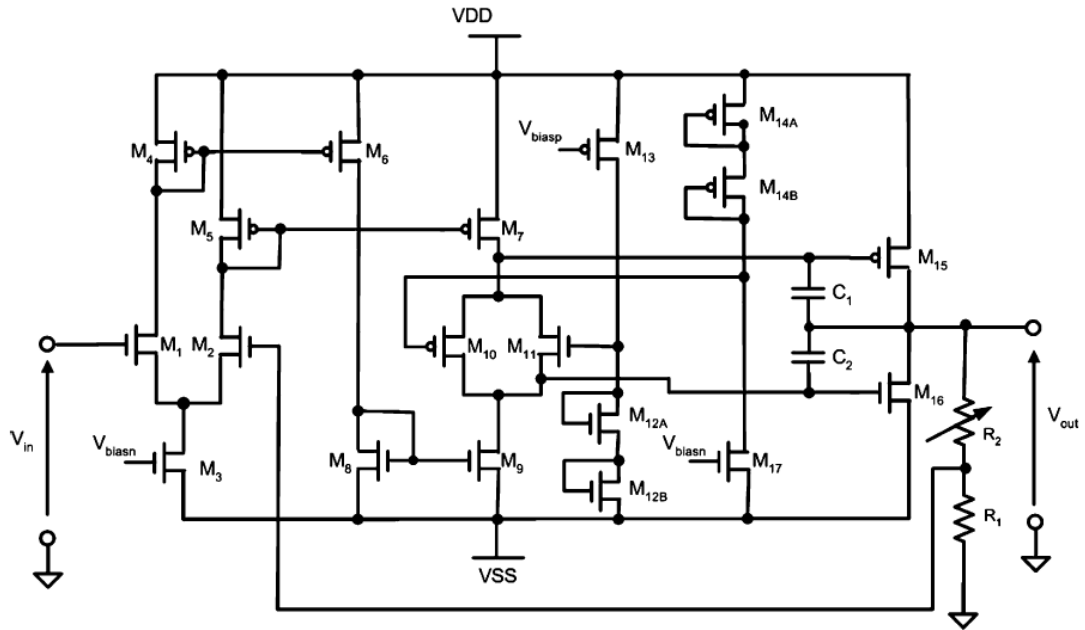 VDD
M4
M6
Vbiasp
M13
M14A
M14B
M5
M7
M15
C1
M1
M2
M10
M11
C2
M16
Vin
Vbiasn
M3
M8
M9
M12A
Vbiasn
M17
R2
Vout
M12B
R1
VSS